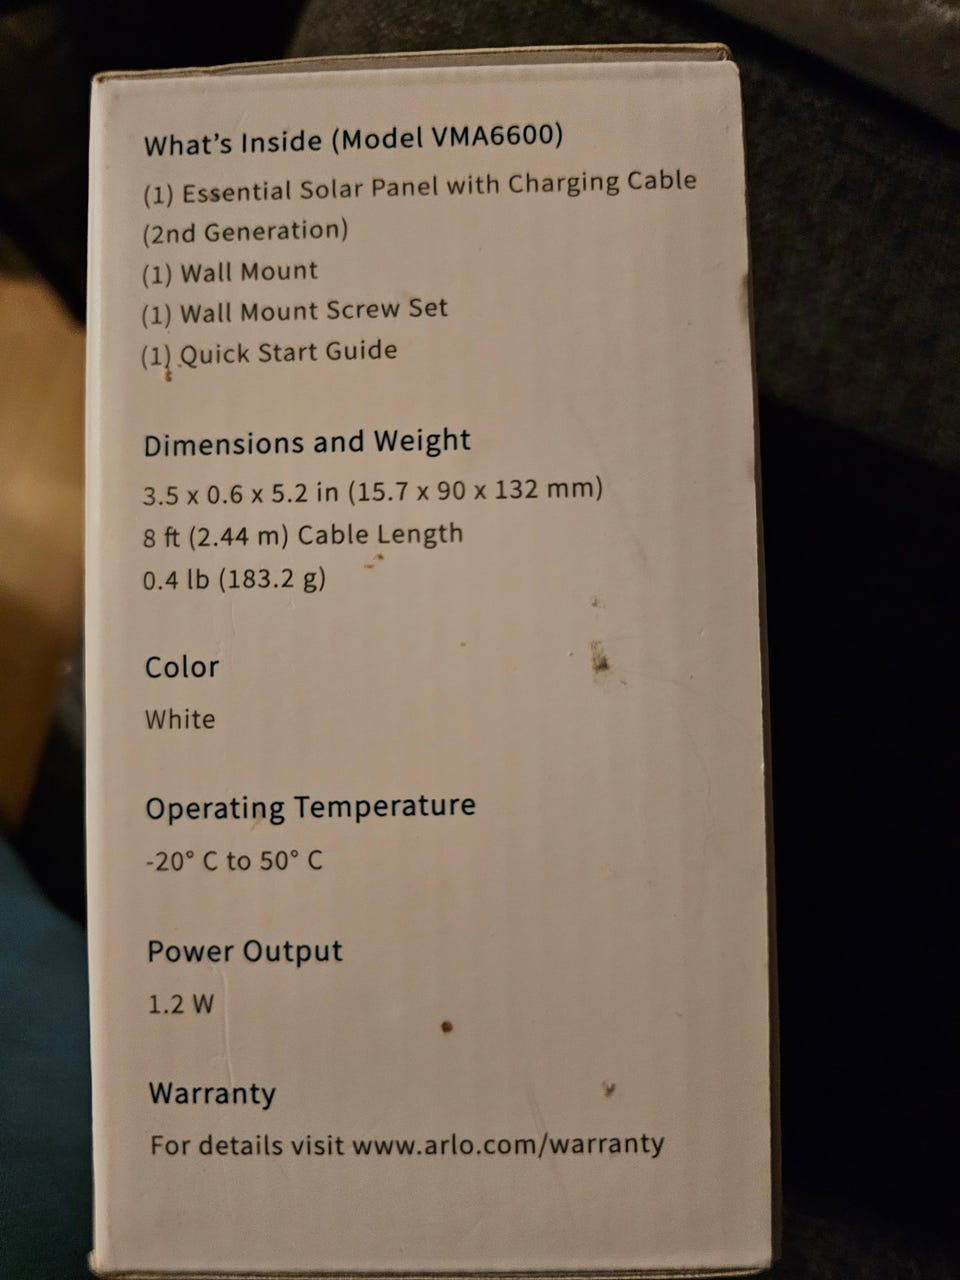 What's Inside (Model VMA6600)
(1) Essential Solar Panel with Charging Cable
(2nd Generation)
(1) Wall Mount
(1) Wall Mount Screw Set
(1) Quick Start Guide
Dimensions and Weight
3.5 x 0.6 x 5.2 in (15.7 x 90 x 132 mm)
8 ft (2.44 m) Cable Length
0.4 lb (183.2 g)
Color
White
Operating Temperature
-20° C to 50° C
Power Output
1.2 W
Warranty
For details visit www.arlo.com/warranty